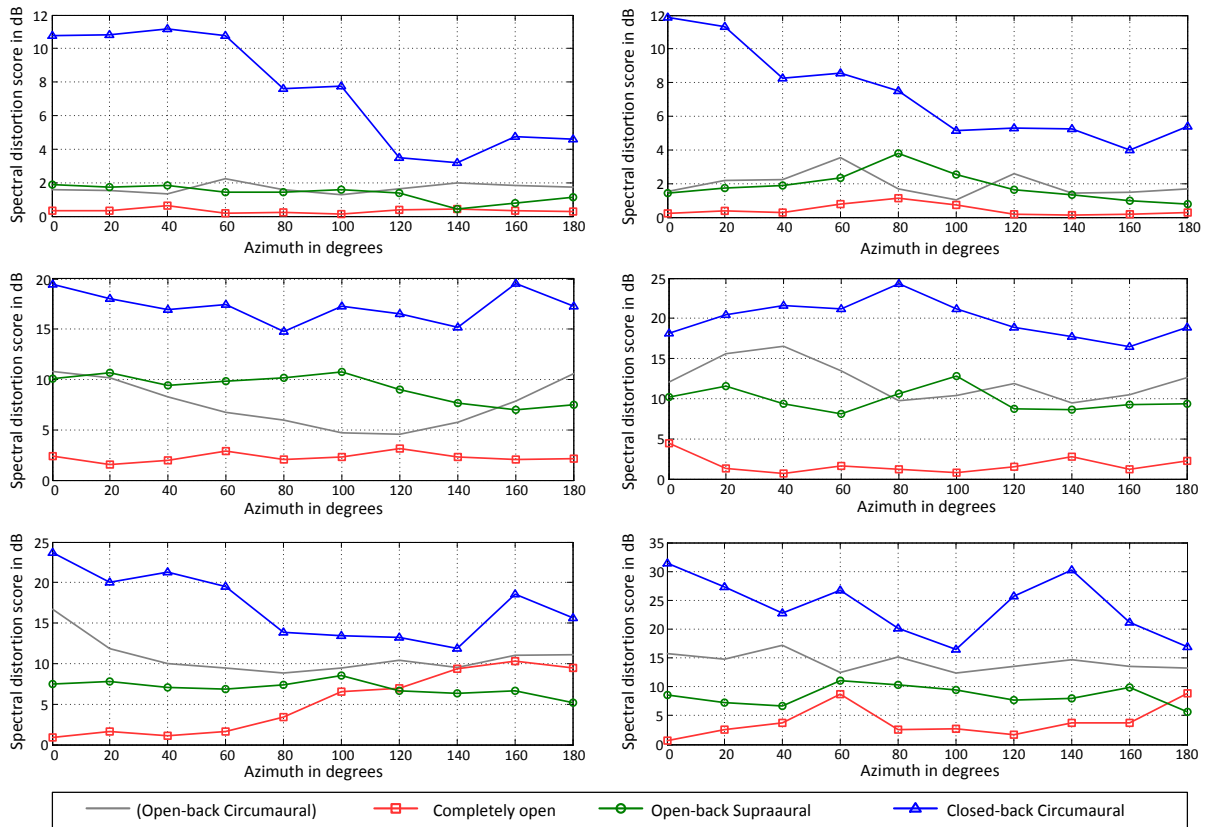 Spectral distortion score in dB
12
10
8
6
4
2
0
0 20 40 60 80 100 120 140 160 180
Azimuth in degrees
Spectral distortion score in dB
12
10
8
6
4
2
0
0 20 40 60 80 100 120 140 160 180
Azimuth in degrees
Spectral distortion score in dB
20
15
10
5
0
0 20 40 60 80 100 120 140 160 180
Azimuth in degrees
Spectral distortion score in dB
25
20
15
10
5
0
0 20 40 60 80 100 120 140 160 180
Azimuth in degrees
Spectral distortion score in dB
25
20
15
10
5
0
0 20 40 60 80 100 120 140 160 180
Azimuth in degrees
Spectral distortion score in dB
35
30
25
20
15
10
5
0
0 20 40 60 80 100 120 140 160 180
Azimuth in degrees
(Open-back Circumaural) Completely open Open-back Supraaural Closed-back Circumaural